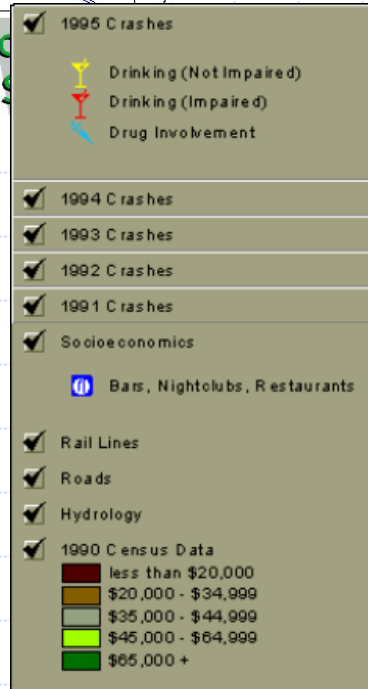 1995 Crashes
Drinking (Not Impaired)
Drinking (Impaired)
Drug Involvement
1994 Crashes
1993 Crashes
1992 Crashes
1991 Crashes
Socioeconomics
Bars, Nightclubs, Restaurants
Rail Lines
Roads
Hydrology
1990 Census Data
less than $20,000
$20,000 - $34,999
$35,000 - $44,999
$45,000 - $64,999
$65,000 +